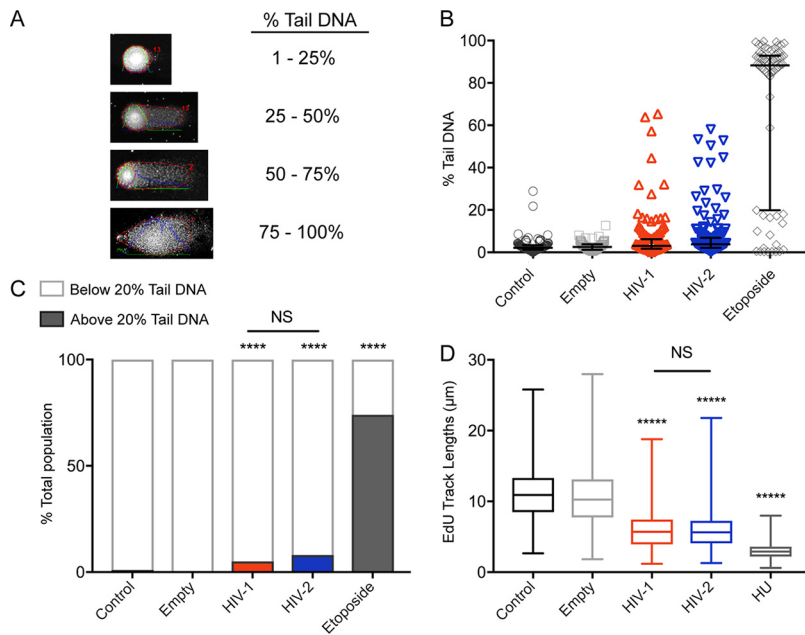 A
% Tail DNA
1 - 25%
25 - 50%
50 - 75%
75 - 100%
B
% Tail DNA
100
80
60
40
20
0
Control
Empty
HIV-1
HIV-2
Etoposide
C
Below 20% Tail DNA
Above 20% Tail DNA
NS
**** **** ****
% Total population
100
50
0
Control
Empty
HIV-1
HIV-2
Etoposide
D
NS
*****
*****
*****
EdU Track Lengths (μm)
30
20
10
0
Control
Empty
HIV-1
HIV-2
HU